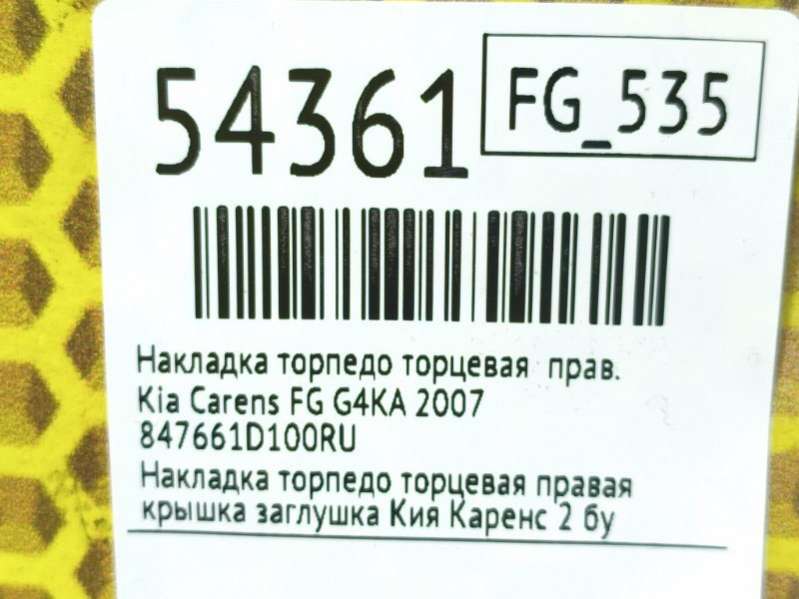 54361
FG_535
Накладка торпедо торцевая прав.
Kia Carens FG G4KA 2007
847661D100RU
Накладка торпедо торцевая правая
крышка заглушка Кия Каренс 2 бу